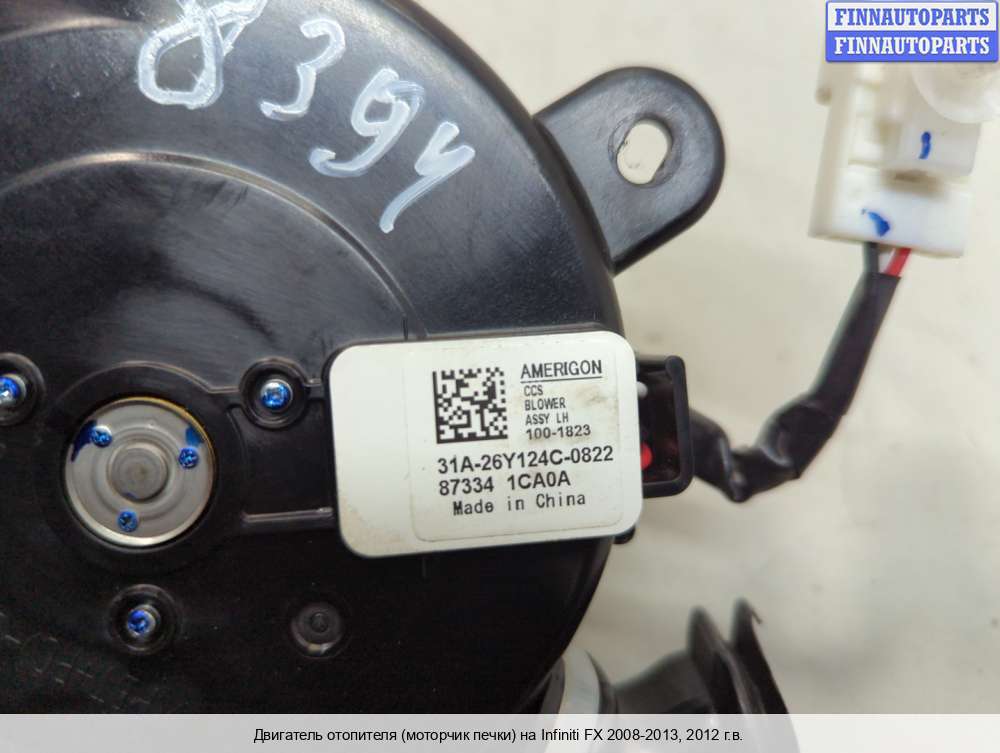 FINNAUTOPARTS
FINNAUTOPARTS
8394
AMERIGON
CCS
BLOWER
ASSY LH
100-1823
31A-26Y124C-0822
87334 1CA0A
Made in China
Двигатель отопителя (моторчик печки) на Infiniti FX 2008-2013, 2012 г.в.